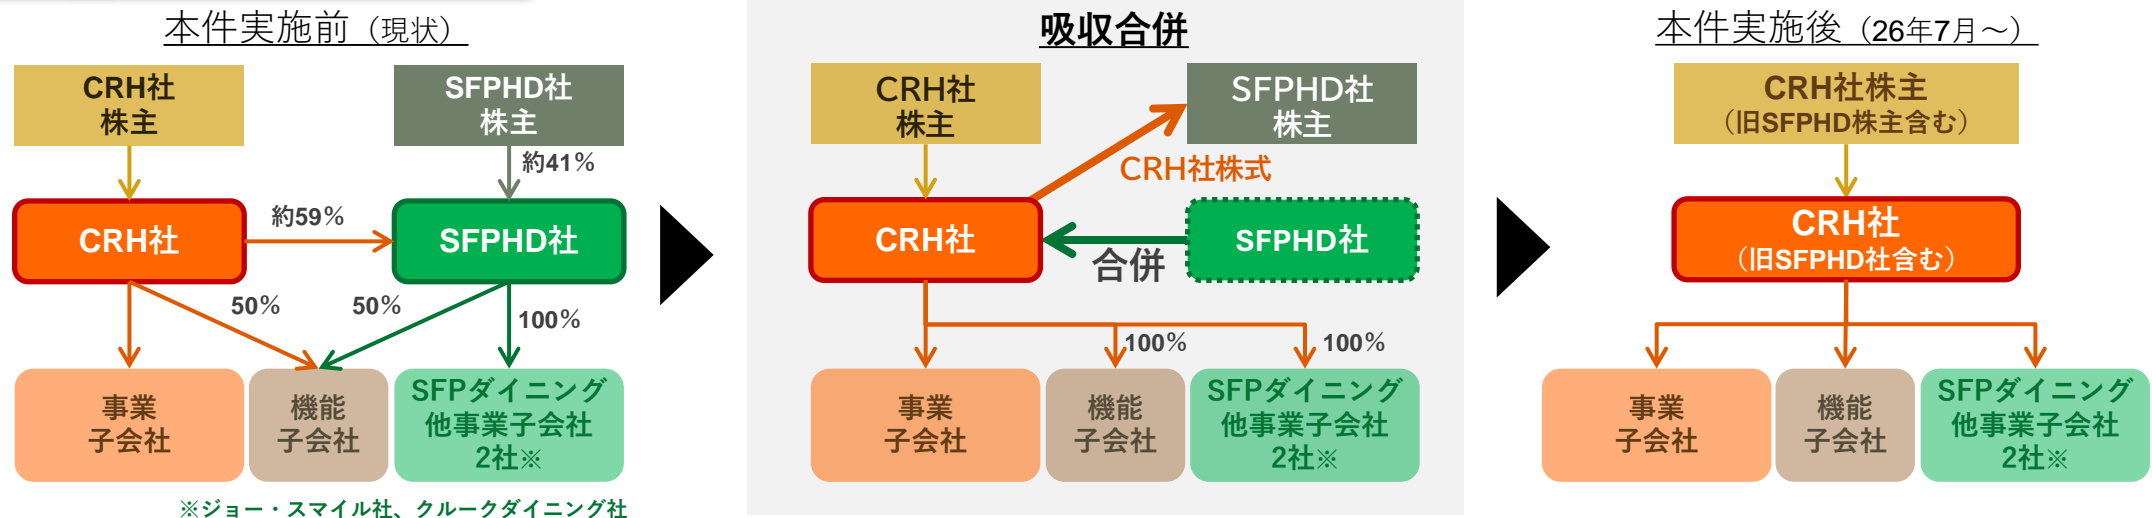 本件実施前（現状）
CRH社
株主
SFPHD社
株主
約41％
CRH社
約59％
SFPHD社
50％
50％
100％
事業
子会社
機能
子会社
SFPダイニング
他事業子会社
2社※
※ジョー・スマイル社、クルークダイニング社
吸収合併
CRH社
株主
SFPHD社
株主
CRH社株式
CRH社
合併
SFPHD社
100％
100％
事業
子会社
機能
子会社
SFPダイニング
他事業子会社
2社※
本件実施後（26年7月～）
CRH社株主
（旧SFPHD株主含む）
CRH社
（旧SFPHD社含む）
事業
子会社
機能
子会社
SFPダイニング
他事業子会社
2社※